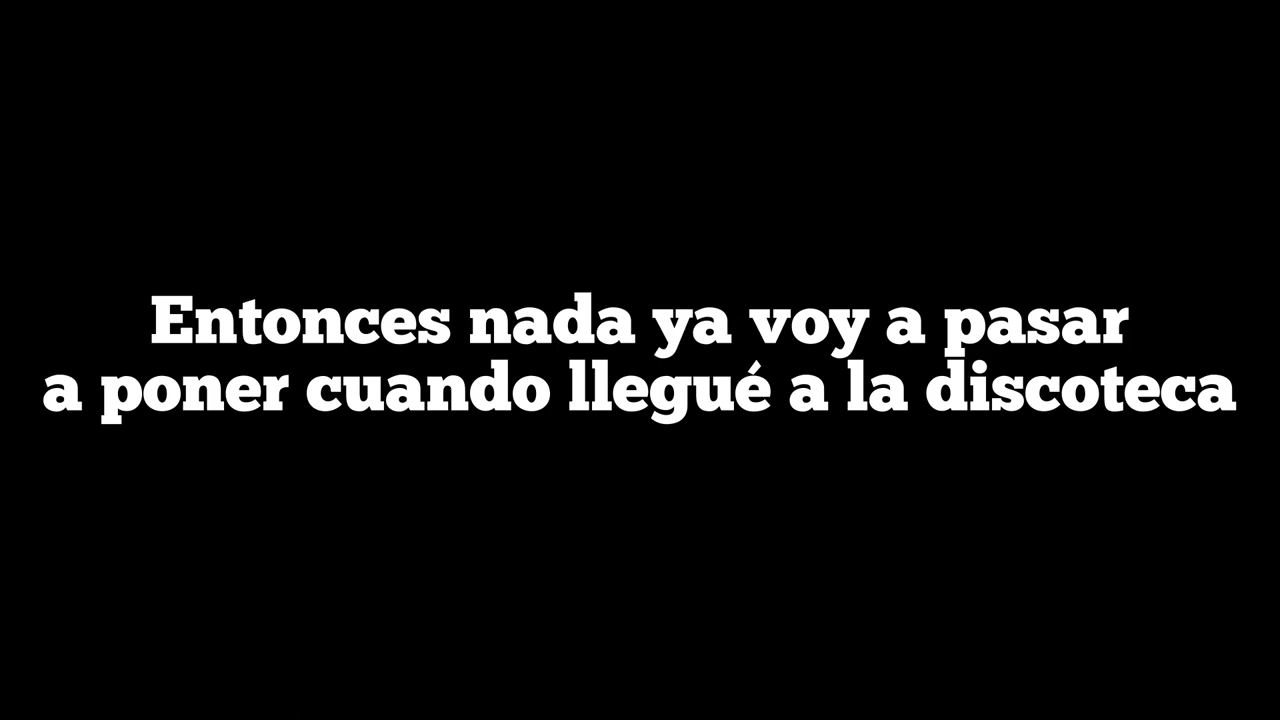 Entonces nada ya voy a pasar
a poner cuando llegué a la discoteca